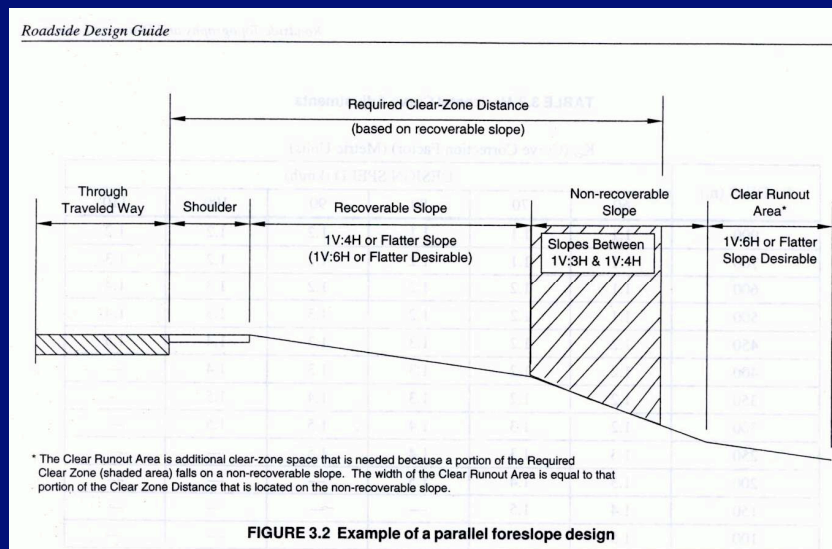 Roadside Design Guide
Required Clear-Zone Distance
(based on recoverable slope)
Through
Traveled Way
Shoulder
Recoverable Slope
Non-recoverable
Slope
Clear Runout
Area*
1V:4H or Flatter Slope
(1V:6H or Flatter Desirable)
Slopes Between
1V:3H & 1V:4H
1V:6H or Flatter
Slope Desirable
* The Clear Runout Area is additional clear-zone space that is needed because a portion of the Required
Clear Zone (shaded area) falls on a non-recoverable slope. The width of the Clear Runout Area is equal to that
portion of the Clear Zone Distance that is located on the non-recoverable slope.
FIGURE 3.2 Example of a parallel foreslope design